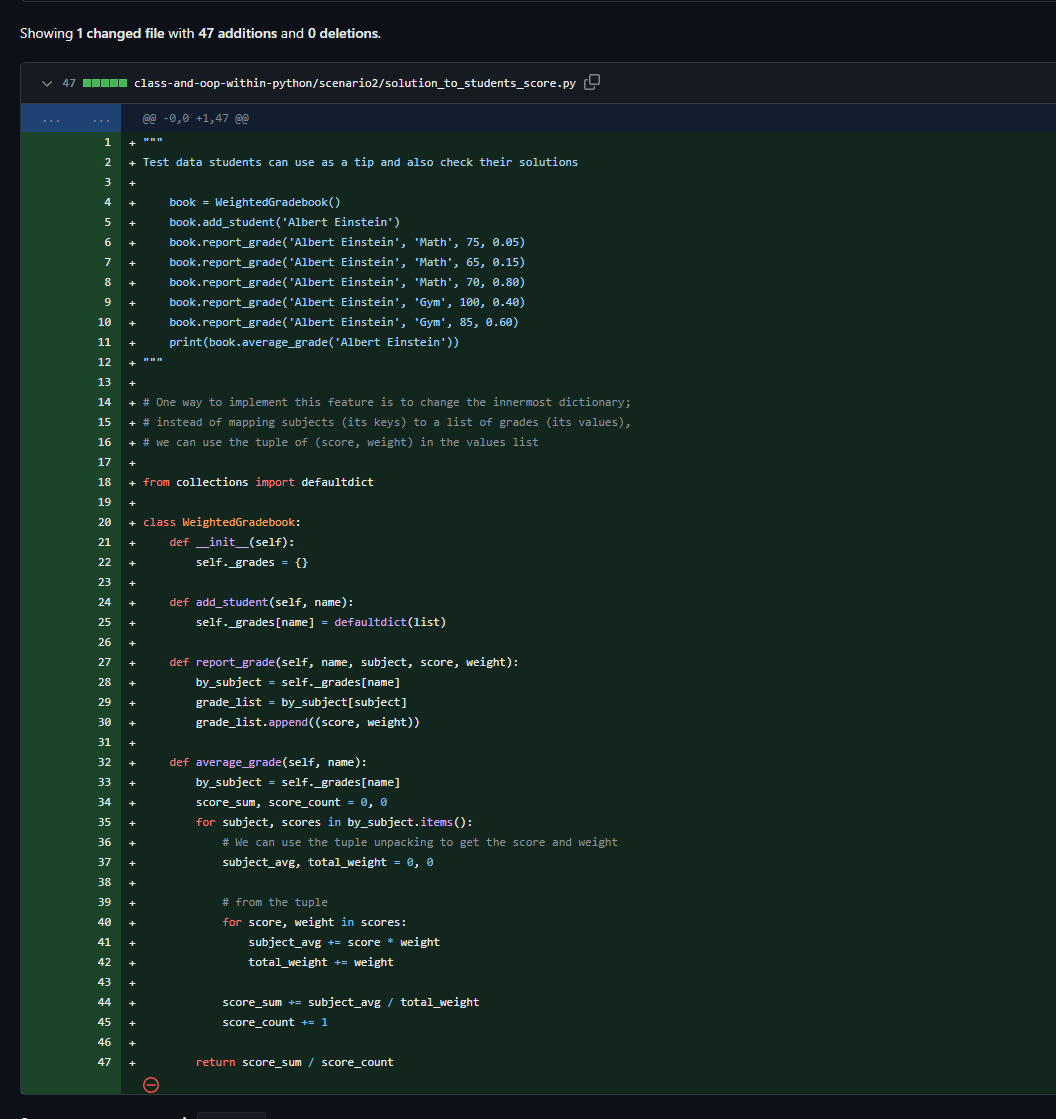 Showing 1 changed file with 47 additions and 0 deletions.
47 class-and-oop-within-python/scenario2/solution_to_students_score.py
... ... @@ -0,0 +1,47 @@
1 + """
2 + Test data students can use as a tip and also check their solutions
3 +
4 +     book = WeightedGradebook()
5 +     book.add_student('Albert Einstein')
6 +     book.report_grade('Albert Einstein', 'Math', 75, 0.05)
7 +     book.report_grade('Albert Einstein', 'Math', 65, 0.15)
8 +     book.report_grade('Albert Einstein', 'Math', 70, 0.80)
9 +     book.report_grade('Albert Einstein', 'Gym', 100, 0.40)
10 +     book.report_grade('Albert Einstein', 'Gym', 85, 0.60)
11 +     print(book.average_grade('Albert Einstein'))
12 + """
13 +
14 + # One way to implement this feature is to change the innermost dictionary;
15 + # instead of mapping subjects (its keys) to a list of grades (its values),
16 + # we can use the tuple of (score, weight) in the values list
17 +
18 + from collections import defaultdict
19 +
20 + class WeightedGradebook:
21 +     def __init__(self):
22 +         self._grades = {}
23 +
24 +     def add_student(self, name):
25 +         self._grades[name] = defaultdict(list)
26 +
27 +     def report_grade(self, name, subject, score, weight):
28 +         by_subject = self._grades[name]
29 +         grade_list = by_subject[subject]
30 +         grade_list.append((score, weight))
31 +
32 +     def average_grade(self, name):
33 +         by_subject = self._grades[name]
34 +         score_sum, score_count = 0, 0
35 +         for subject, scores in by_subject.items():
36 +             # We can use the tuple unpacking to get the score and weight
37 +             subject_avg, total_weight = 0, 0
38 +
39 +             # from the tuple
40 +             for score, weight in scores:
41 +                 subject_avg += score * weight
42 +                 total_weight += weight
43 +
44 +             score_sum += subject_avg / total_weight
45 +             score_count += 1
46 +
47 +         return score_sum / score_count